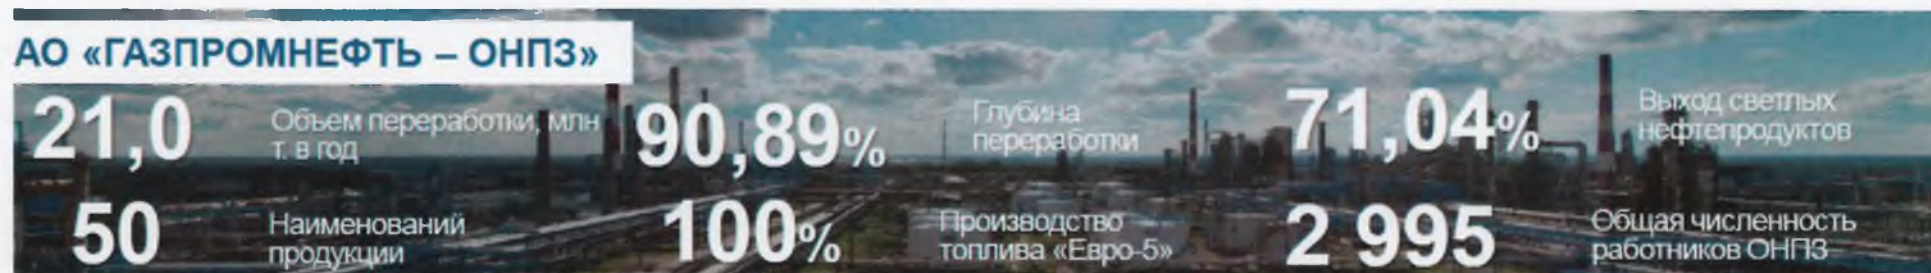 АО «ГАЗПРОМНЕФТЬ – ОНПЗ»
21,0
Объем переработки, млн
т. в год
90,89%
Глубина
переработки
71,04%
Выход светлых
нефтепродуктов
50
Наименований
продукции
100%
Производство
топлива «Евро-5»
2 995
Общая численность
работников ОНПЗ